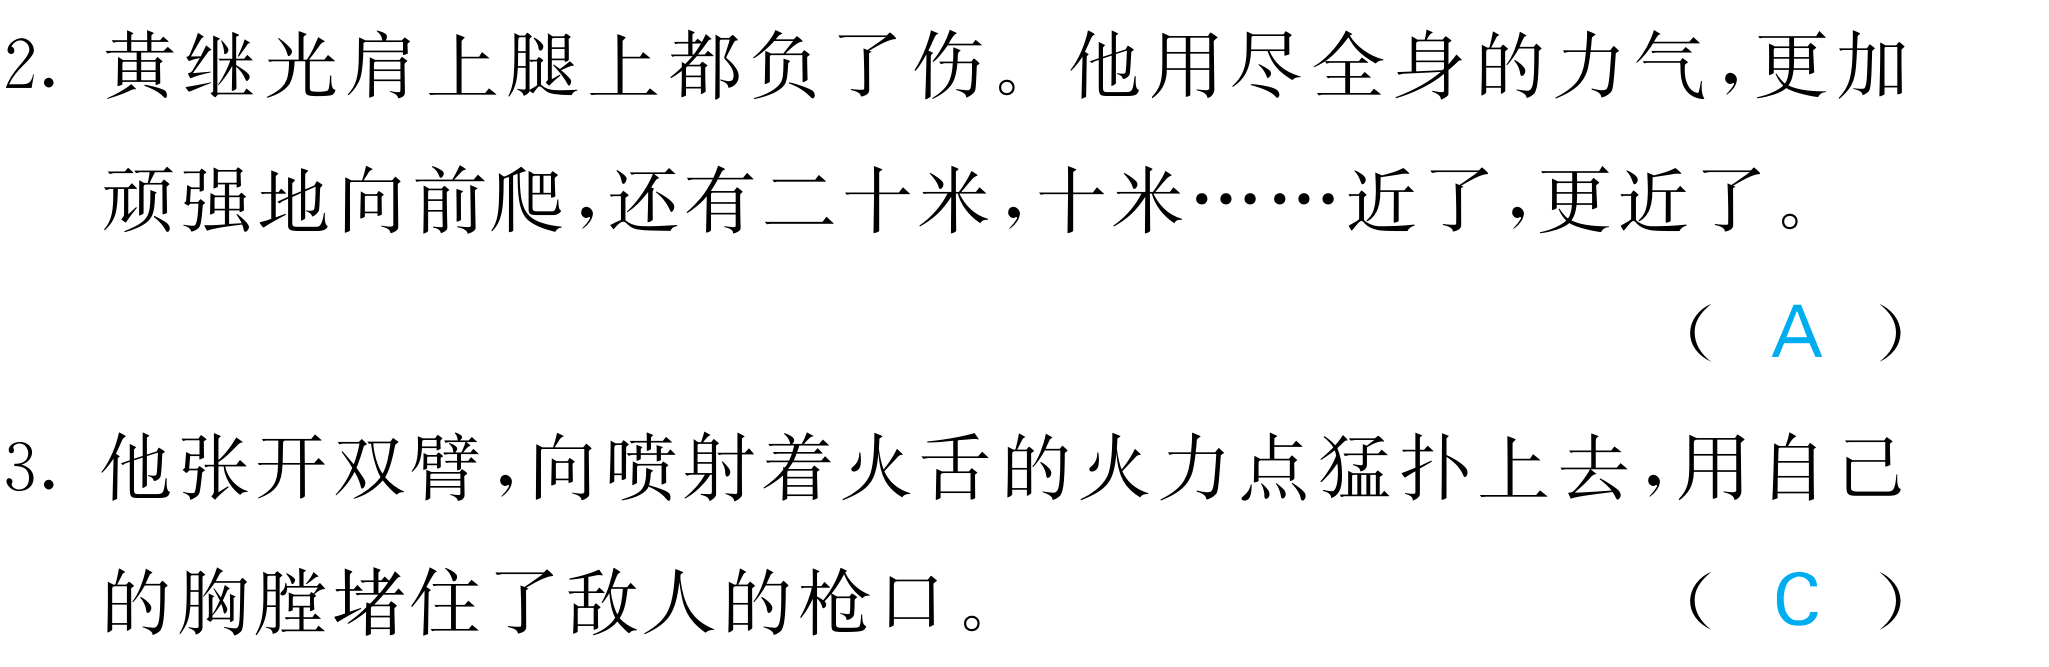 2. 黄继光肩上腿上都负了伤。他用尽全身的力气,更加
顽强地向前爬,还有二十米,十米……近了,更近了。
( A )
3. 他张开双臂,向喷射着火舌的火力点猛扑上去,用自己
的胸膛堵住了敌人的枪口。 ( C )